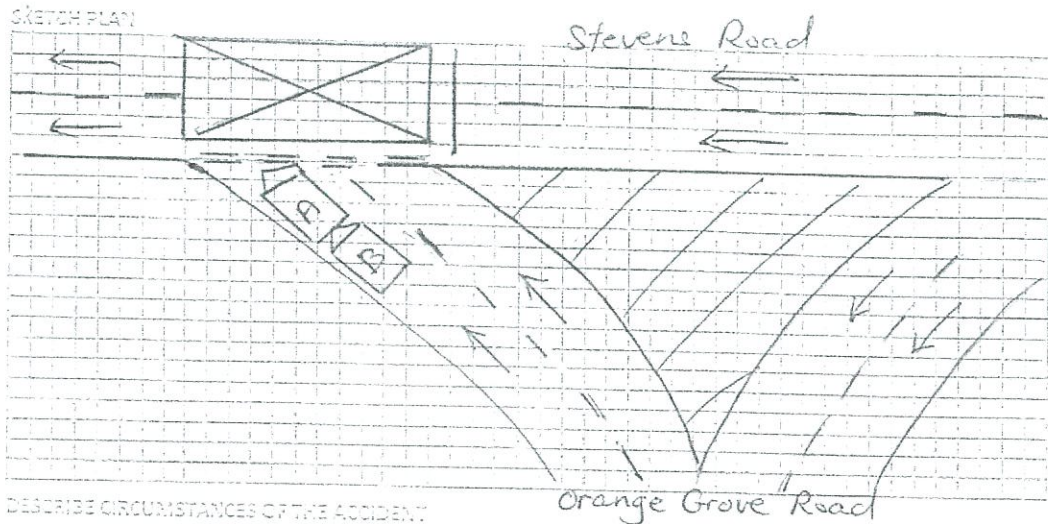 SKETCH PLAN
Stevens Road
A
B
Orange Grove Road
DESCRIBE CIRCUMSTANCES OF THE ACCIDENT